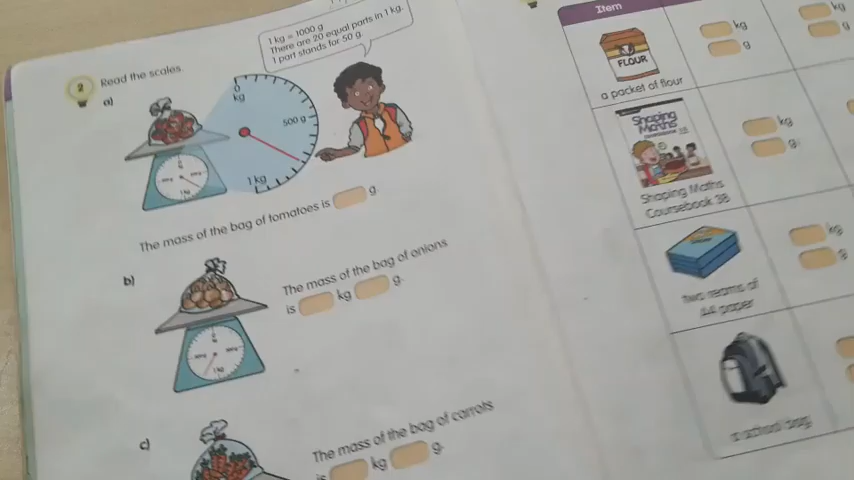 1 kg = 1000 g
There are 20 equal parts in 1 kg.
1 part stands for 50 g.
2
Read the scales.
a)
0
kg
500 g
1 kg
The mass of the bag of tomatoes is g.
b)
The mass of the bag of onions
is kg g.
c)
The mass of the bag of carrots
is kg g.
Item
FLOUR
a packet of flour
kg
g
kg
g
Shaping
Maths
Shaping Maths
Coursebook 3B
kg
g
two reams of
A4 paper
kg
g
a school bag